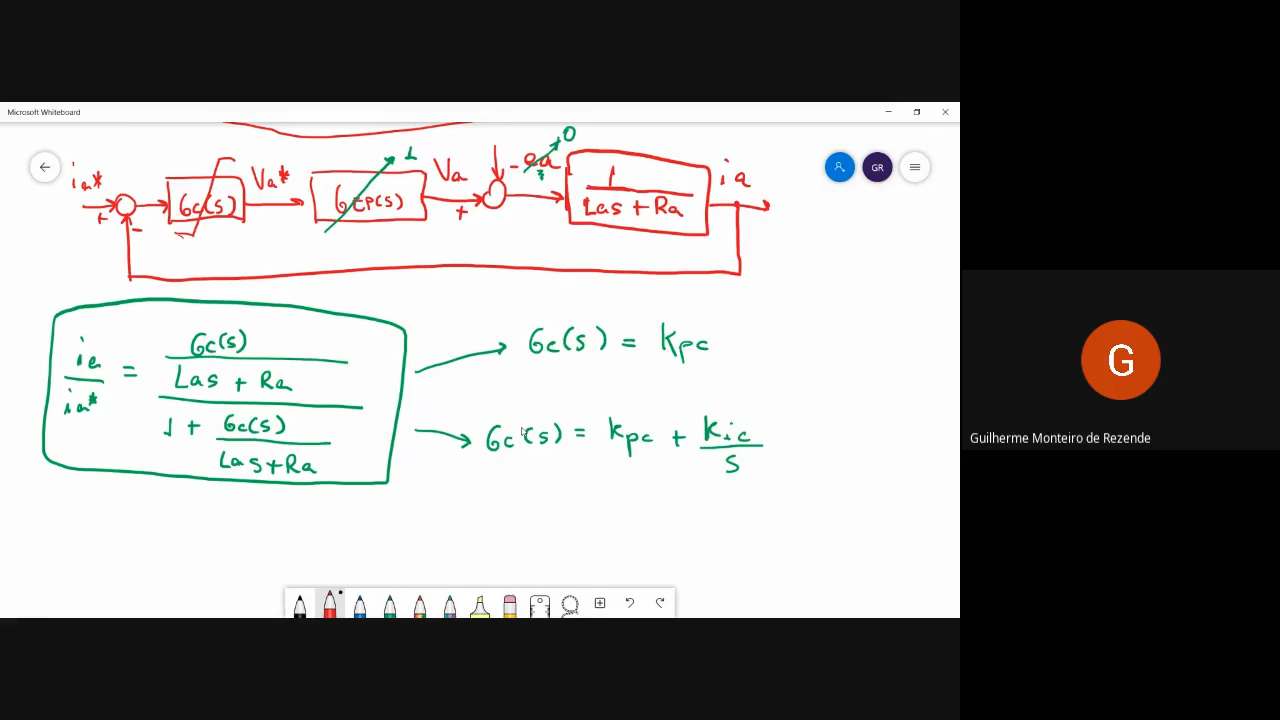 Microsoft Whiteboard
GR
ia* + - Gc(s) Va* Gcp(s) 1 Va + - ea 0 1 / Las + Ra ia
ia / ia* = Gc(s) / Las + Ra / 1 + Gc(s) / Las + Ra
Gc(s) = Kpc
Gc(s) = Kpc + Kic / s
G
Guilherme Monteiro de Rezende